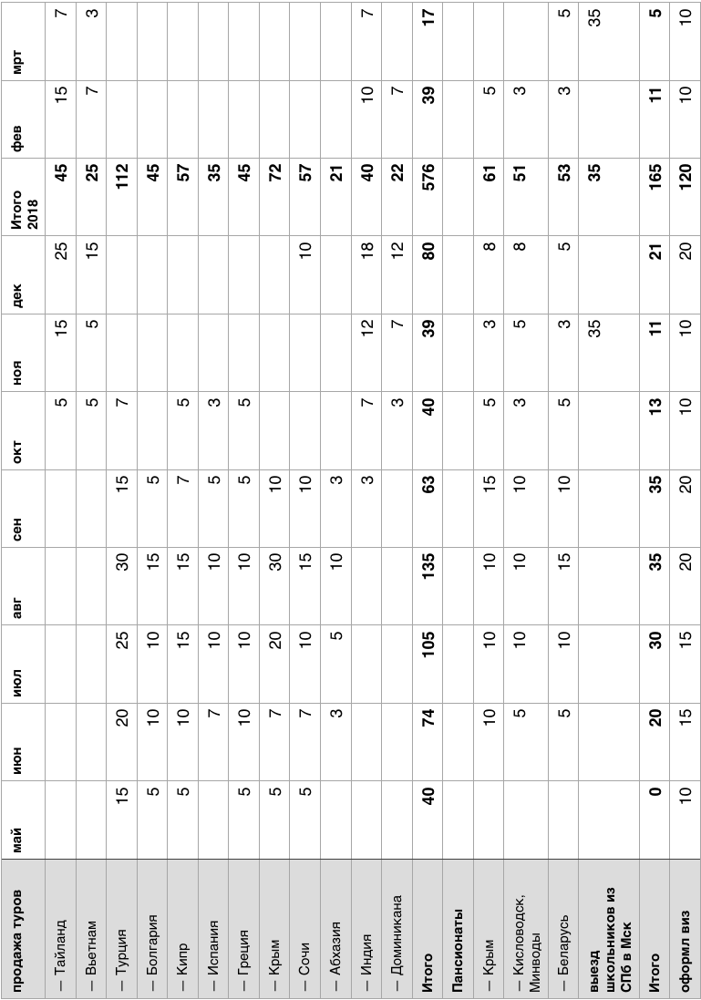 продажа туров май июн июл авг сен окт ноя дек Итого 2018 фев мрт
— Тайланд 5 15 25 45 15 7
— Вьетнам 5 5 15 25 7 3
— Турция 15 20 25 30 15 7 112
— Болгария 5 10 10 15 5 45
— Кипр 5 10 15 15 7 5 57
— Испания 7 10 10 5 3 35
— Греция 5 10 10 10 5 5 45
— Крым 5 7 20 30 10 72
— Сочи 5 7 10 15 10 10 57
— Абхазия 3 5 10 3 21
— Индия 3 7 12 18 40 10 7
— Доминикана 3 7 12 22 7
Итого 40 74 105 135 63 40 39 80 576 39 17
Пансионаты
— Крым 10 10 10 15 5 3 8 61 5
— Кисловодск, Минводы 5 10 10 10 3 5 8 51 3
— Беларусь 5 10 15 10 5 3 5 53 3 5
выезд школьников из СПб в Мск 35 35 35
Итого 0 20 30 35 35 13 11 21 165 11 5
оформл виз 10 15 15 20 20 10 10 20 120 10 10